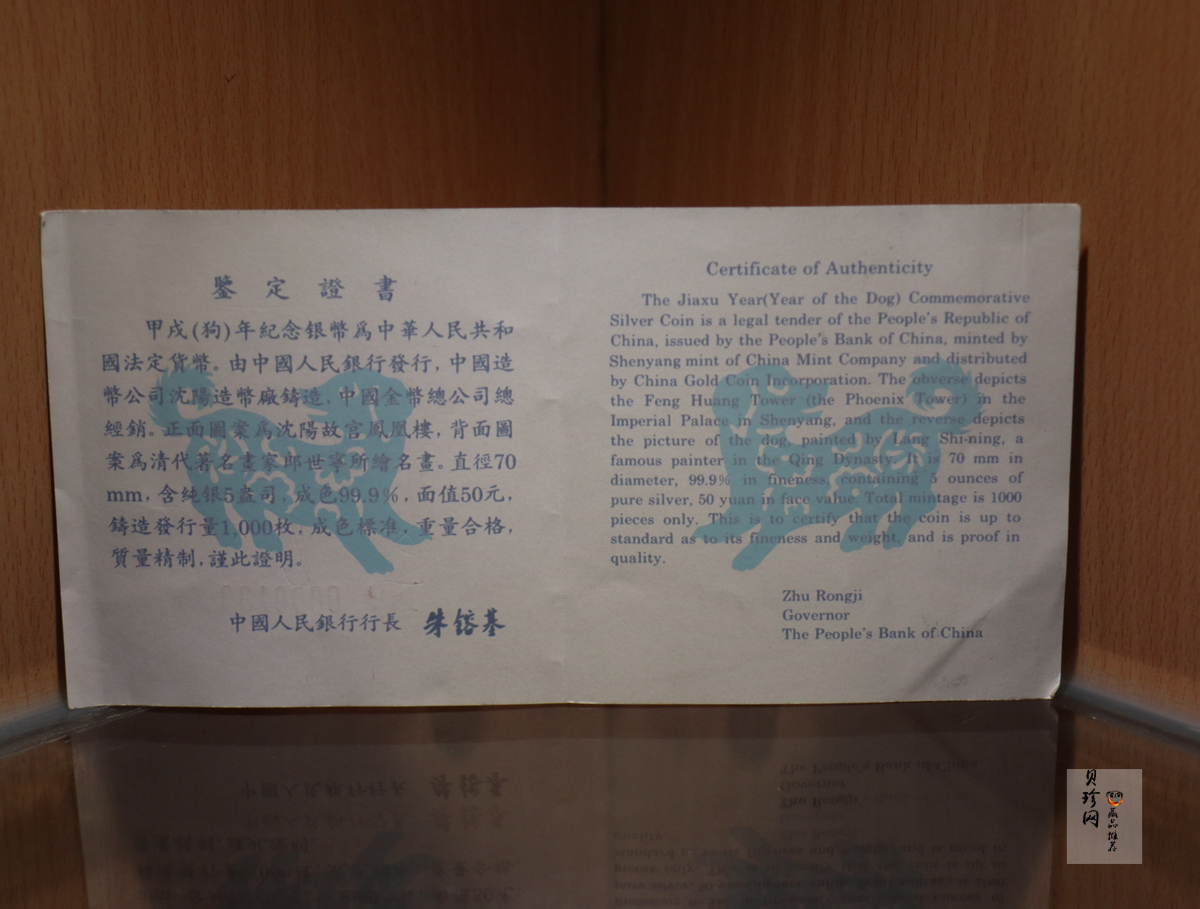 鑒定證書
甲戌(狗)年紀念銀幣爲中華人民共和
國法定貨幣。由中國人民銀行發行,中國造
幣公司沈陽造幣廠鑄造,中國金幣總公司總
經銷。正面圖案爲沈陽故宮鳳凰樓,背面圖
案爲清代著名畫家郎世寧所繪名畫。直徑70
mm,含纯银5盎司,成色99.9%,面值50元,
鑄造發行量1,000枚,成色標准,重量合格,
質量精制,謹此證明。
中國人民銀行行長 朱鎔基
Certificate of Authenticity
The Jiaxu Year(Year of the Dog) Commemorative
Silver Coin is a legal tender of the People's Republic of
China, issued by the People's Bank of China, minted by
Shenyang mint of China Mint Company and distributed
by China Gold Coin Incorporation. The obverse depicts
the Feng Huang Tower (the Phoenix Tower) in the
Imperial Palace in Shenyang, and the reverse depicts
the picture of the dog, painted by Lang Shi-ning, a
famous painter in the Qing Dynasty. It is 70 mm in
diameter, 99.9% in fineness, containing 5 ounces of
pure silver, 50 yuan in face value. Total mintage is 1000
pieces only. This is to certify that the coin is up to
standard as to its fineness and weight, and is proof in
quality.
Zhu Rongji
Governor
The People's Bank of China
贝珍网
藏品推荐